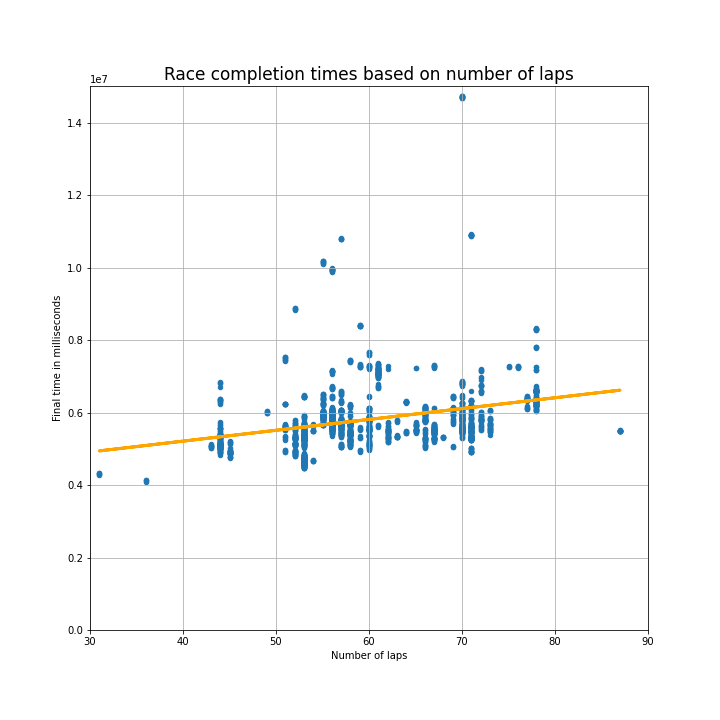 Race completion times based on number of laps
1e7
1.4
1.2
1.0
0.8
0.6
0.4
0.2
0.0
Final time in milliseconds
30 40 50 60 70 80 90
Number of laps